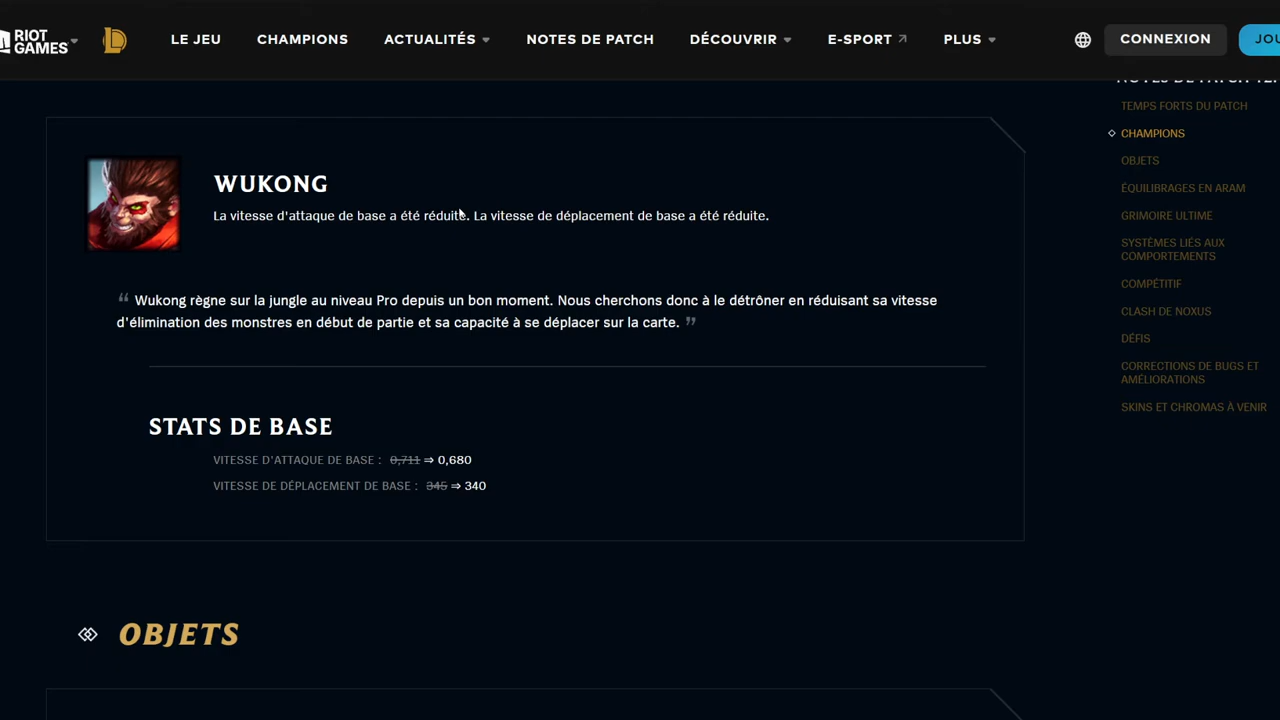 RIOT GAMES
LE JEU CHAMPIONS ACTUALITÉS NOTES DE PATCH DÉCOUVRIR E-SPORT PLUS CONNEXION JOU
NOTES DE PATCH
TEMPS FORTS DU PATCH
CHAMPIONS
OBJETS
ÉQUILIBRAGES EN ARAM
GRIMOIRE ULTIME
SYSTÈMES LIÉS AUX
COMPORTEMENTS
COMPÉTITIF
CLASH DE NOXUS
DÉFIS
CORRECTIONS DE BUGS ET
AMÉLIORATIONS
SKINS ET CHROMAS À VENIR
WUKONG
La vitesse d'attaque de base a été réduite. La vitesse de déplacement de base a été réduite.
“ Wukong règne sur la jungle au niveau Pro depuis un bon moment. Nous cherchons donc à le détrôner en réduisant sa vitesse
d'élimination des monstres en début de partie et sa capacité à se déplacer sur la carte. ”
STATS DE BASE
VITESSE D'ATTAQUE DE BASE : 0,711 ⇒ 0,680
VITESSE DE DÉPLACEMENT DE BASE : 345 ⇒ 340
OBJETS